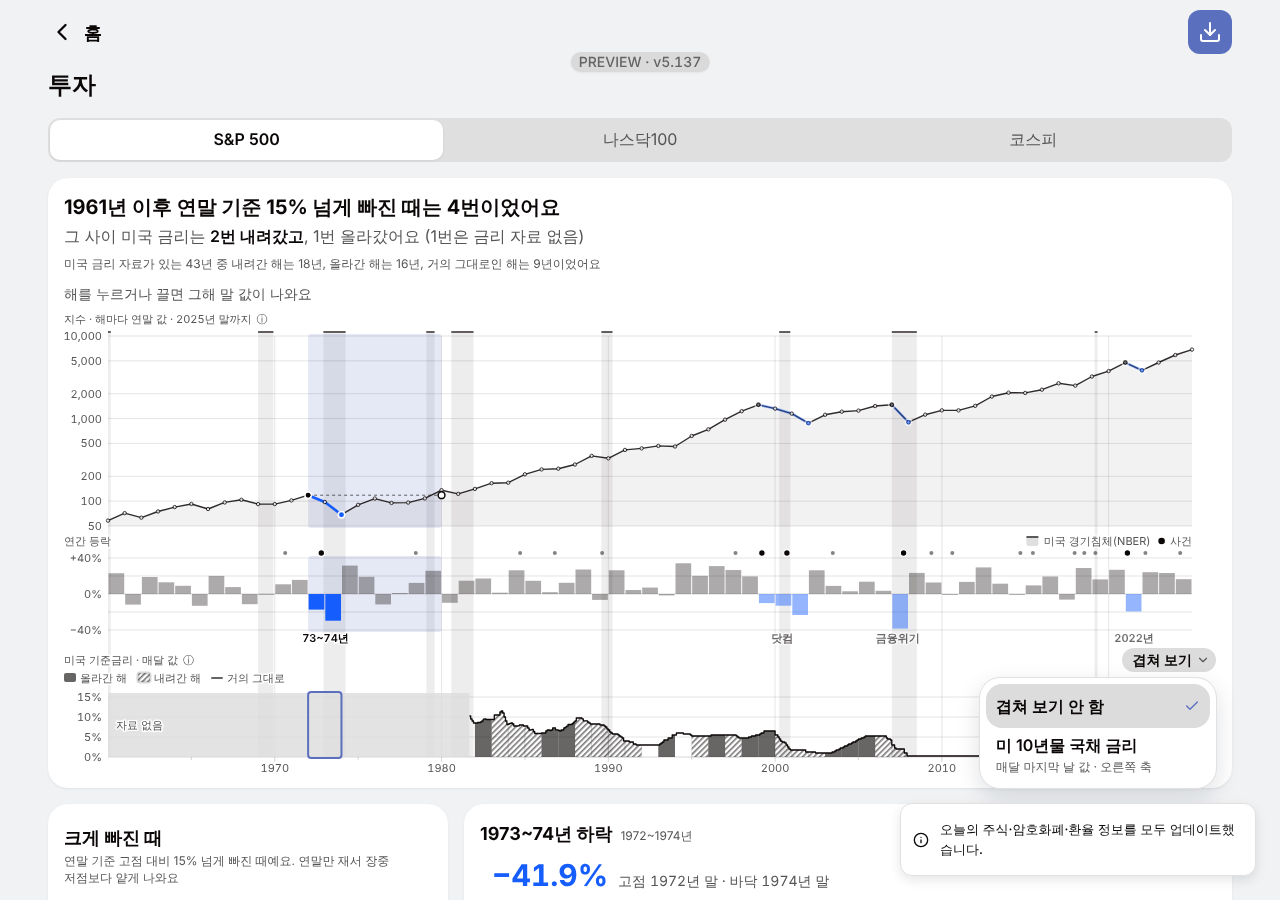 홈
PREVIEW · v5.137
투자
S&P 500
나스닥100
코스피
1961년 이후 연말 기준 15% 넘게 빠진 때는 4번이었어요
그 사이 미국 금리는 2번 내려갔고, 1번 올라갔어요 (1번은 금리 자료 없음)
미국 금리 자료가 있는 43년 중 내려간 해는 18년, 올라간 해는 16년, 거의 그대로인 해는 9년이었어요
해를 누르거나 끌면 그해 말 값이 나와요
지수 · 해마다 연말 값 · 2025년 말까지 ⓘ
10,000
5,000
2,000
1,000
500
200
100
50
연간 등락
미국 경기침체(NBER)
사건
+40%
0%
−40%
73~74년
닷컴
금융위기
2022년
미국 기준금리 · 매달 값 ⓘ
겹쳐 보기
올라간 해
내려간 해
거의 그대로
15%
10%
5%
0%
자료 없음
1970
1980
1990
2000
2010
겹쳐 보기 안 함
미 10년물 국채 금리
매달 마지막 날 값 · 오른쪽 축
크게 빠진 때
연말 기준 고점 대비 15% 넘게 빠진 때예요. 연말만 재서 장중
저점보다 얕게 나와요
1973~74년 하락 1972~1974년
−41.9% 고점 1972년 말 · 바닥 1974년 말
오늘의 주식·암호화폐·환율 정보를 모두 업데이트했
습니다.